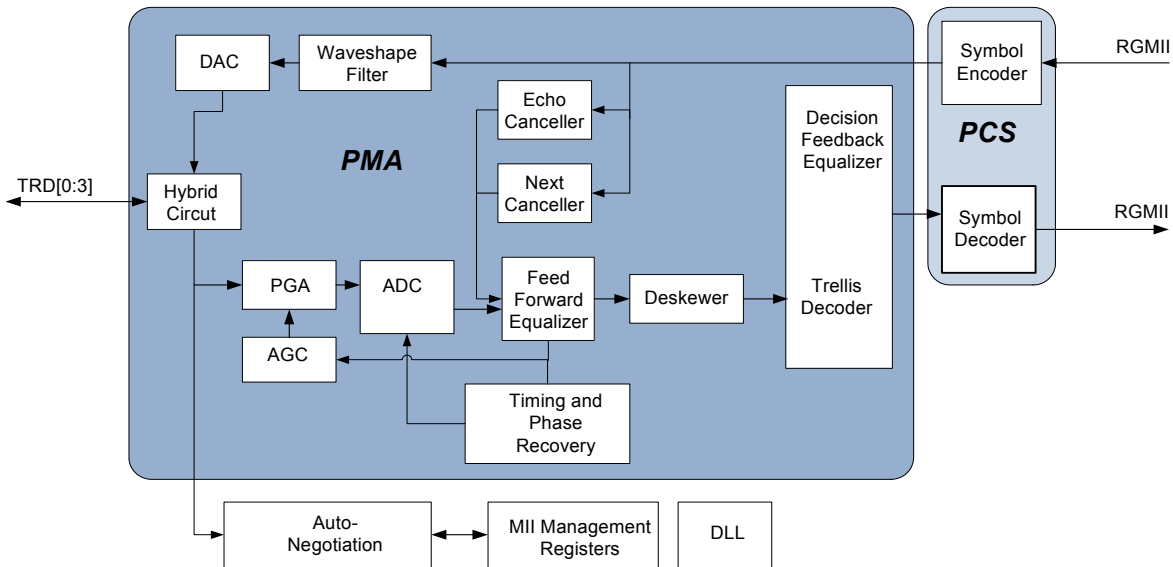 DAC
Waveshape
Filter
Symbol
Encoder
RGMII
Echo
Canceller
Decision
Feedback
Equalizer
PMA
PCS
TRD[0:3]
Hybrid
Circut
Next
Canceller
Symbol
Decoder
RGMII
PGA
ADC
Feed
Forward
Equalizer
Deskewer
Trellis
Decoder
AGC
Timing and
Phase
Recovery
Auto-
Negotiation
MII Management
Registers
DLL